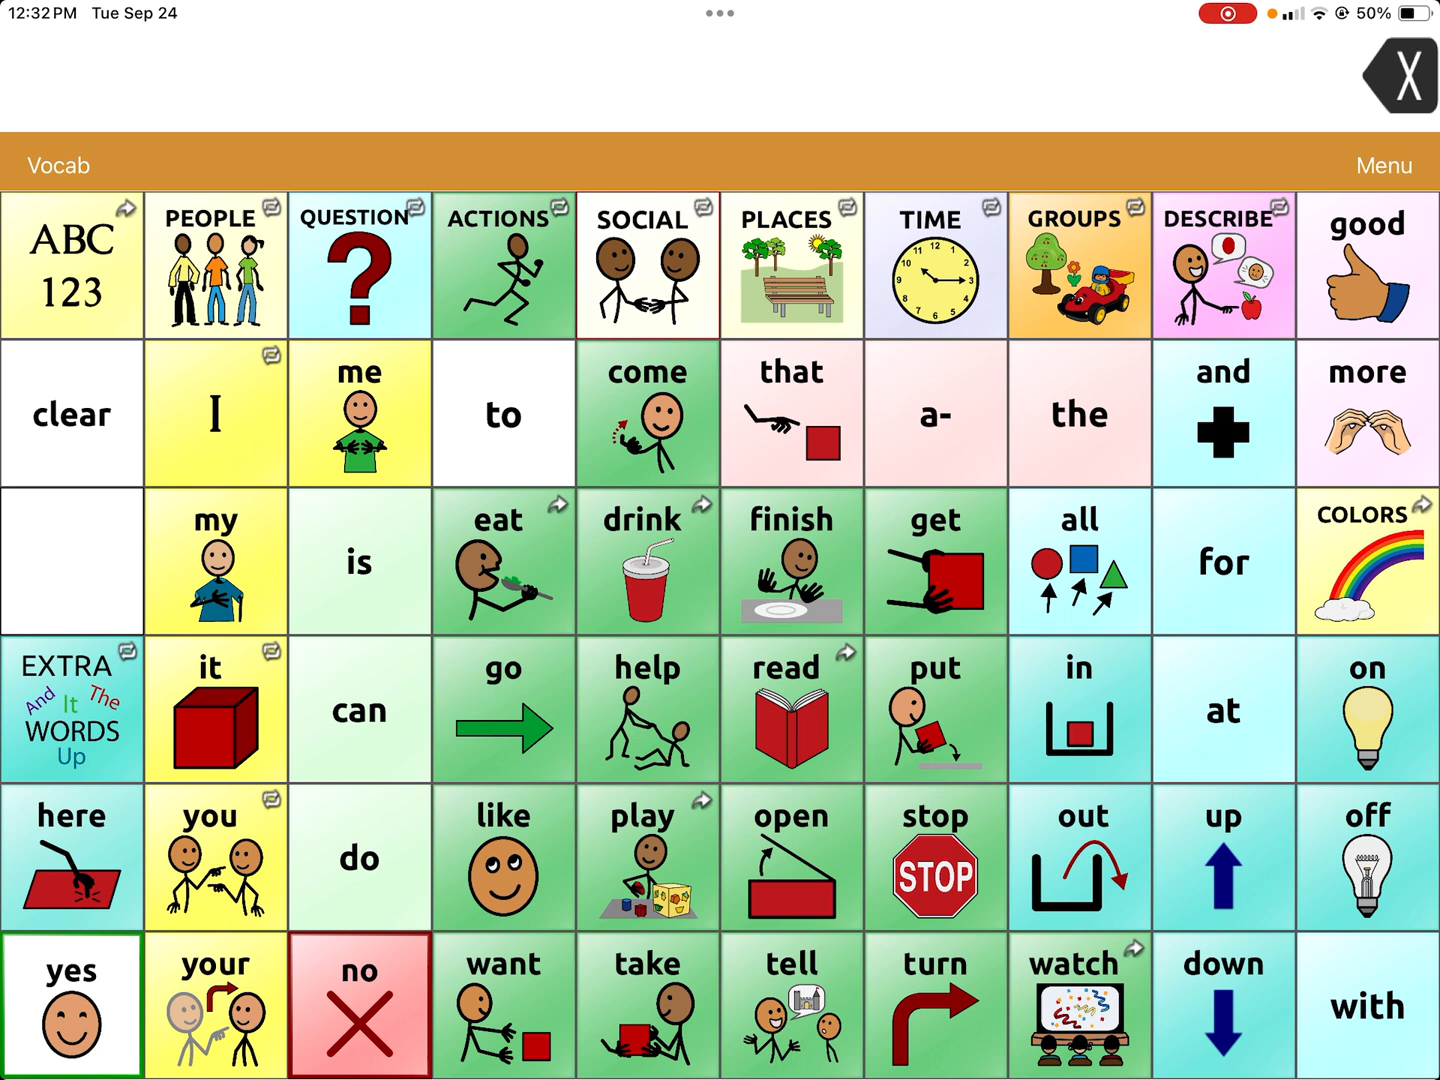 12:32 PM Tue Sep 24
50%
X
Vocab
Menu
ABC
123
PEOPLE
QUESTION
ACTIONS
SOCIAL
PLACES
TIME
GROUPS
DESCRIBE
good
clear
I
me
to
come
that
a-
the
and
more
my
is
eat
drink
finish
get
all
for
COLORS
EXTRA
And It The
WORDS
Up
it
can
go
help
read
put
in
at
on
here
you
do
like
play
open
stop
STOP
out
up
off
yes
your
no
want
take
tell
turn
watch
down
with